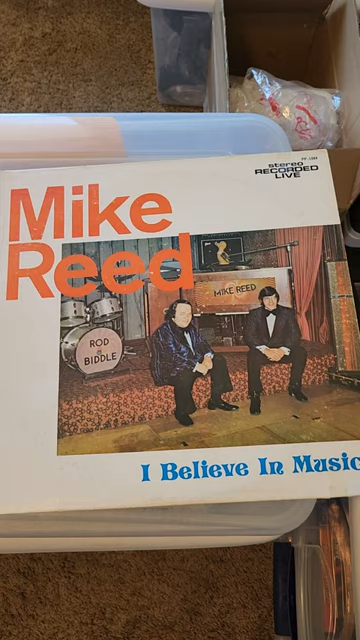 stereo
RECORDED
LIVE
Mike
Reed
MIKE REED
ROD
BIDDLE
I Believe In Music